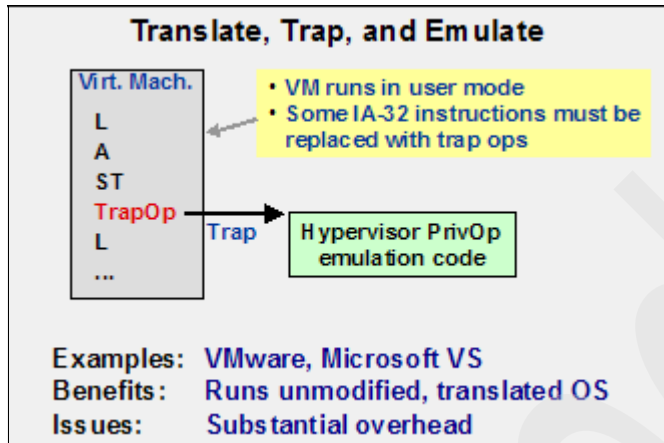 Translate, Trap, and Emulate
Virt. Mach.
L
A
ST
TrapOp
L
...
• VM runs in user mode
• Some IA-32 instructions must be
replaced with trap ops
Trap
Hypervisor PrivOp
emulation code
Examples: VMware, Microsoft VS
Benefits: Runs unmodified, translated OS
Issues: Substantial overhead